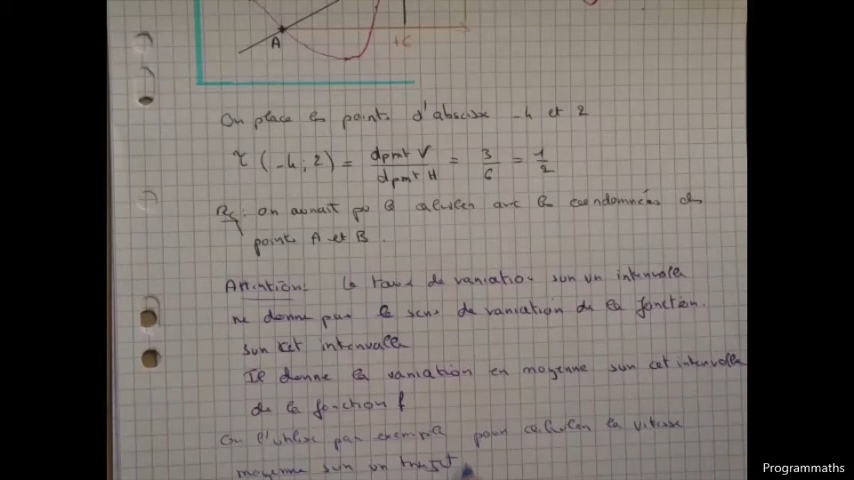 A
+C
On place les points d'abscisse -4 et 2
τ(-4;2) = dpmt V / dpmt H = 3/6 = 1/2
Rq: On aurait pu le calculer avec les coordonnées des
points A et B.
Attention: le taux de variation sur un intervalle
ne donne pas le sens de variation de la fonction
sur cet intervalle
Il donne la variation en moyenne sur cet intervalle
de la fonction f
On l'utilise par exemple pour calculer la vitesse
moyenne sur un trajet
Programmaths